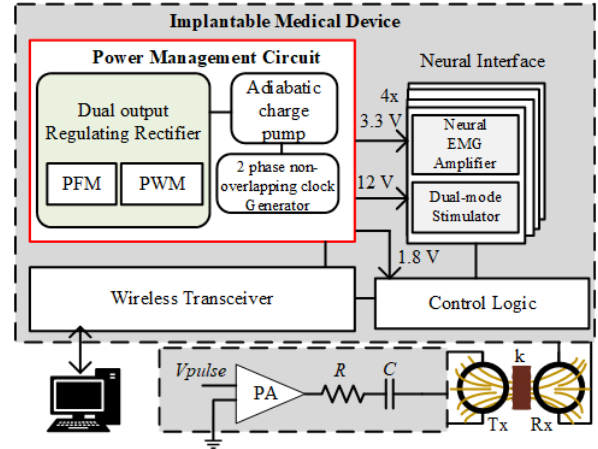 Implantable Medical Device
Power Management Circuit
Dual output
Regulating Rectifier
PFM
PWM
Adiabatic
charge
pump
2 phase non-
overlapping clock
Generator
Neural Interface
4x
3.3 V
Neural
EMG
Amplifier
12 V
Dual-mode
Stimulator
1.8 V
Wireless Transceiver
Control Logic
Vpulse
PA
R
C
k
Tx
Rx